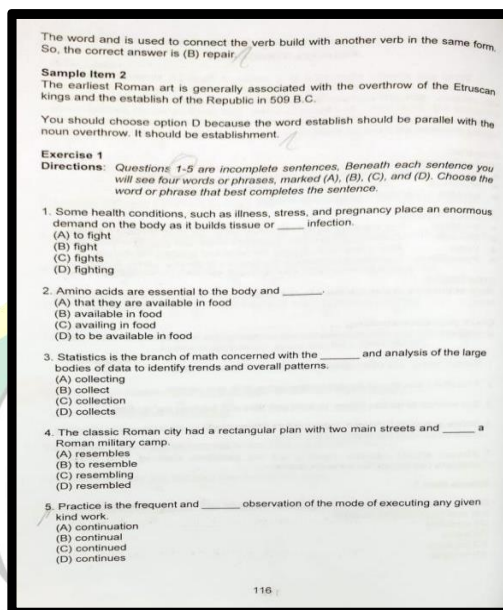 The word and is used to connect the verb build with another verb in the same form.
So, the correct answer is (B) repair.
Sample Item 2
The earliest Roman art is generally associated with the overthrow of the Etruscan
kings and the establish of the Republic in 509 B.C.
You should choose option D because the word establish should be parallel with the
noun overthrow. It should be establishment.
Exercise 1
Directions: Questions 1-5 are incomplete sentences, Beneath each sentence you
will see four words or phrases, marked (A), (B), (C), and (D). Choose the
word or phrase that best completes the sentence.
1. Some health conditions, such as illness, stress, and pregnancy place an enormous
demand on the body as it builds tissue or _____ infection.
(A) to fight
(B) fight
(C) fights
(D) fighting
2. Amino acids are essential to the body and _______.
(A) that they are available in food
(B) available in food
(C) availing in food
(D) to be available in food
3. Statistics is the branch of math concerned with the _______ and analysis of the large
bodies of data to identify trends and overall patterns.
(A) collecting
(B) collect
(C) collection
(D) collects
4. The classic Roman city had a rectangular plan with two main streets and _____ a
Roman military camp.
(A) resembles
(B) to resemble
(C) resembling
(D) resembled
5. Practice is the frequent and _______ observation of the mode of executing any given
kind work.
(A) continuation
(B) continual
(C) continued
(D) continues
116